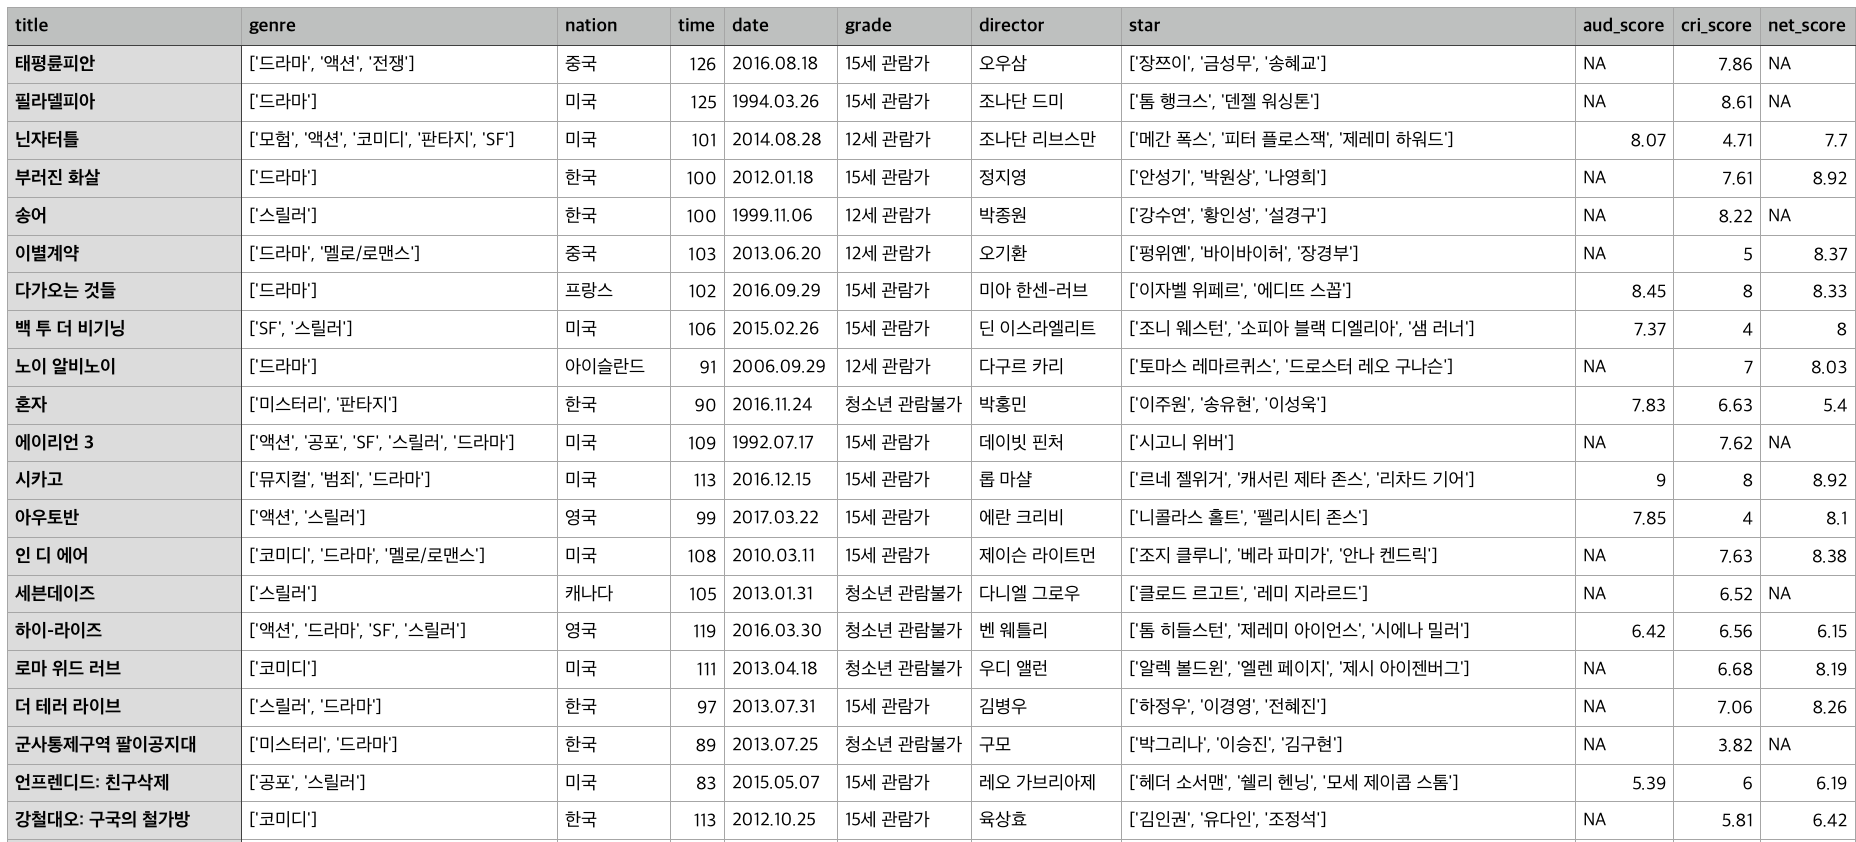 title genre nation time date grade director star aud_score cri_score net_score
태평륜피안 ['드라마', '액션', '전쟁'] 중국 126 2016.08.18 15세 관람가 오우삼 ['장쯔이', '금성무', '송혜교'] NA 7.86 NA
필라델피아 ['드라마'] 미국 125 1994.03.26 15세 관람가 조나단 드미 ['톰 행크스', '덴젤 워싱톤'] NA 8.61 NA
닌자터틀 ['모험', '액션', '코미디', '판타지', 'SF'] 미국 101 2014.08.28 12세 관람가 조나단 리브스만 ['메간 폭스', '피터 플로스잭', '제레미 하워드'] 8.07 4.71 7.7
부러진 화살 ['드라마'] 한국 100 2012.01.18 15세 관람가 정지영 ['안성기', '박원상', '나영희'] NA 7.61 8.92
송어 ['스릴러'] 한국 100 1999.11.06 12세 관람가 박종원 ['강수연', '황인성', '설경구'] NA 8.22 NA
이별계약 ['드라마', '멜로/로맨스'] 중국 103 2013.06.20 12세 관람가 오기환 ['펑위옌', '바이바이허', '장경부'] NA 5 8.37
다가오는 것들 ['드라마'] 프랑스 102 2016.09.29 15세 관람가 미아 한센-러브 ['이자벨 위페르', '에디뜨 스꼽'] 8.45 8 8.33
백 투 더 비기닝 ['SF', '스릴러'] 미국 106 2015.02.26 15세 관람가 딘 이스라엘리트 ['조니 웨스턴', '소피아 블랙 디엘리아', '샘 러너'] 7.37 4 8
노이 알비노이 ['드라마'] 아이슬란드 91 2006.09.29 12세 관람가 다구르 카리 ['토마스 레마르퀴스', '드로스터 레오 구나슨'] NA 7 8.03
혼자 ['미스터리', '판타지'] 한국 90 2016.11.24 청소년 관람불가 박홍민 ['이주원', '송유현', '이성욱'] 7.83 6.63 5.4
에이리언 3 ['액션', '공포', 'SF', '스릴러', '드라마'] 미국 109 1992.07.17 15세 관람가 데이빗 핀처 ['시고니 위버'] NA 7.62 NA
시카고 ['뮤지컬', '범죄', '드라마'] 미국 113 2016.12.15 15세 관람가 롭 마샬 ['르네 젤위거', '캐서린 제타 존스', '리차드 기어'] 9 8 8.92
아우토반 ['액션', '스릴러'] 영국 99 2017.03.22 15세 관람가 에란 크리비 ['니콜라스 홀트', '펠리시티 존스'] 7.85 4 8.1
인 디 에어 ['코미디', '드라마', '멜로/로맨스'] 미국 108 2010.03.11 15세 관람가 제이슨 라이트먼 ['조지 클루니', '베라 파미가', '안나 켄드릭'] NA 7.63 8.38
세븐데이즈 ['스릴러'] 캐나다 105 2013.01.31 청소년 관람불가 다니엘 그로우 ['클로드 르고트', '레미 지라르드'] NA 6.52 NA
하이-라이즈 ['액션', '드라마', 'SF', '스릴러'] 영국 119 2016.03.30 청소년 관람불가 벤 웨틀리 ['톰 히들스턴', '제레미 아이언스', '시에나 밀러'] 6.42 6.56 6.15
로마 위드 러브 ['코미디'] 미국 111 2013.04.18 청소년 관람불가 우디 앨런 ['알렉 볼드윈', '엘렌 페이지', '제시 아이젠버그'] NA 6.68 8.19
더 테러 라이브 ['스릴러', '드라마'] 한국 97 2013.07.31 15세 관람가 김병우 ['하정우', '이경영', '전혜진'] NA 7.06 8.26
군사통제구역 팔이공지대 ['미스터리', '드라마'] 한국 89 2013.07.25 청소년 관람불가 구모 ['박그리나', '이승진', '김구현'] NA 3.82 NA
언프렌디드: 친구삭제 ['공포', '스릴러'] 미국 83 2015.05.07 15세 관람가 레오 가브리아제 ['헤더 소서맨', '쉘리 헨닝', '모세 제이콥 스톰'] 5.39 6 6.19
강철대오: 구국의 철가방 ['코미디'] 한국 113 2012.10.25 15세 관람가 육상효 ['김인권', '유다인', '조정석'] NA 5.81 6.42